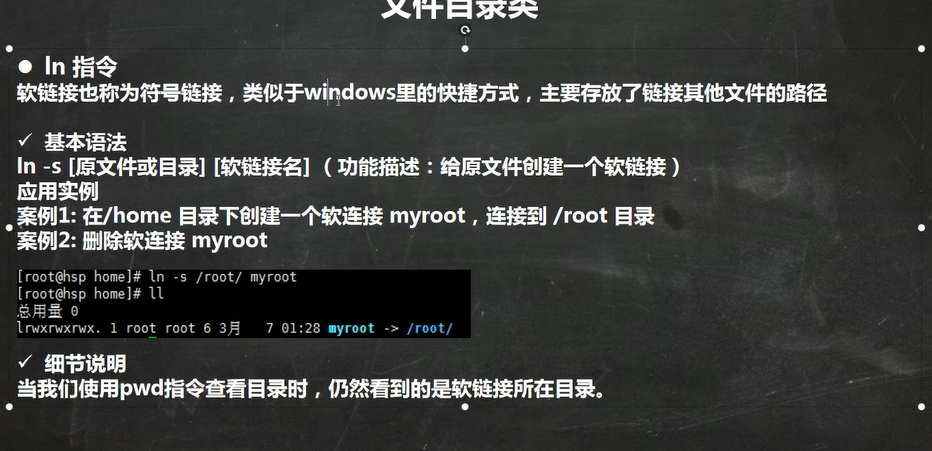 文件目录类
● ln 指令
软链接也称为符号链接，类似于windows里的快捷方式，主要存放了链接其他文件的路径
✓ 基本语法
ln -s [原文件或目录] [软链接名] （功能描述：给原文件创建一个软链接）
应用实例
案例1: 在/home 目录下创建一个软连接 myroot，连接到 /root 目录
案例2: 删除软连接 myroot
[root@hsp home]# ln -s /root/ myroot
[root@hsp home]# ll
总用量 0
lrwxrwxrwx. 1 root root 6 3月   7 01:28 myroot -> /root/
✓ 细节说明
当我们使用pwd指令查看目录时，仍然看到的是软链接所在目录。